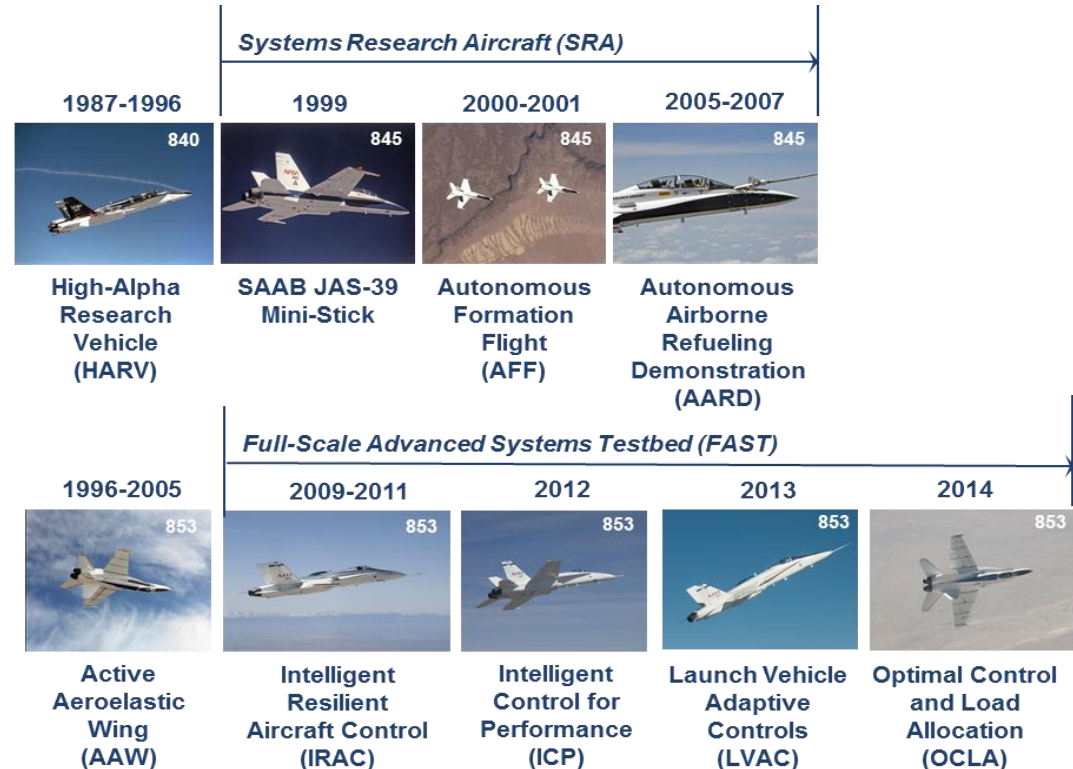 Systems Research Aircraft (SRA)
1987-1996
1999
2000-2001
2005-2007
840
845
845
845
High-Alpha
Research
Vehicle
(HARV)
SAAB JAS-39
Mini-Stick
Autonomous
Formation
Flight
(AFF)
Autonomous
Airborne
Refueling
Demonstration
(AARD)
Full-Scale Advanced Systems Testbed (FAST)
1996-2005
2009-2011
2012
2013
2014
853
853
853
853
853
Active
Aeroelastic
Wing
(AAW)
Intelligent
Resilient
Aircraft Control
(IRAC)
Intelligent
Control for
Performance
(ICP)
Launch Vehicle
Adaptive
Controls
(LVAC)
Optimal Control
and Load
Allocation
(OCLA)